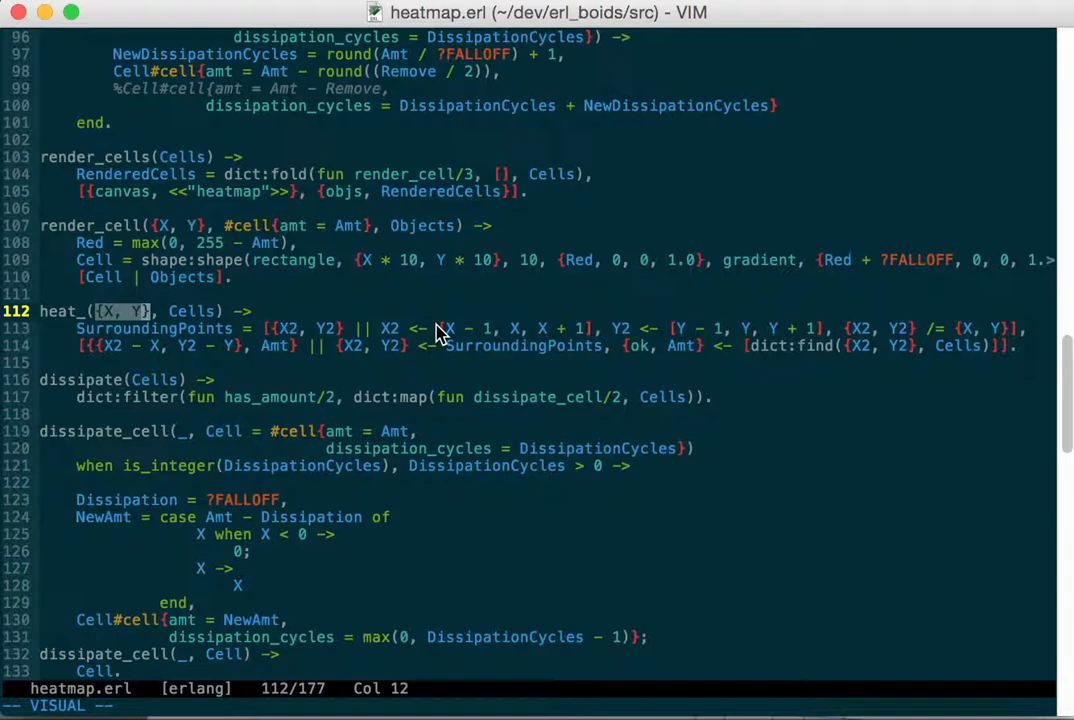 heatmap.erl (~/dev/erl_boids/src) - VIM
96                      dissipation_cycles = DissipationCycles}) ->
97         NewDissipationCycles = round(Amt / ?FALLOFF) + 1,
98         Cell#cell{amt = Amt - round((Remove / 2)),
99         %Cell#cell{amt = Amt - Remove,
100                   dissipation_cycles = DissipationCycles + NewDissipationCycles}
101     end.
102
103 render_cells(Cells) ->
104     RenderedCells = dict:fold(fun render_cell/3, [], Cells),
105     [{canvas, <<"heatmap">>}, {objs, RenderedCells}].
106
107 render_cell({X, Y}, #cell{amt = Amt}, Objects) ->
108     Red = max(0, 255 - Amt),
109     Cell = shape:shape(rectangle, {X * 10, Y * 10}, 10, {Red, 0, 0, 1.0}, gradient, {Red + ?FALLOFF, 0, 0, 1.>
110     [Cell | Objects].
111
112 heat_({X, Y}, Cells) ->
113     SurroundingPoints = [{X2, Y2} || X2 <- [X - 1, X, X + 1], Y2 <- [Y - 1, Y, Y + 1], {X2, Y2} /= {X, Y}],
114     [{{X2 - X, Y2 - Y}, Amt} || {X2, Y2} <- SurroundingPoints, {ok, Amt} <- [dict:find({X2, Y2}, Cells)]].
115
116 dissipate(Cells) ->
117     dict:filter(fun has_amount/2, dict:map(fun dissipate_cell/2, Cells)).
118
119 dissipate_cell(_, Cell = #cell{amt = Amt,
120                                dissipation_cycles = DissipationCycles})
121     when is_integer(DissipationCycles), DissipationCycles > 0 ->
122
123     Dissipation = ?FALLOFF,
124     NewAmt = case Amt - Dissipation of
125                  X when X < 0 ->
126                      0;
127                  X ->
128                      X
129              end,
130     Cell#cell{amt = NewAmt,
131               dissipation_cycles = max(0, DissipationCycles - 1)};
132 dissipate_cell(_, Cell) ->
133     Cell.
heatmap.erl   [erlang]   112/177   Col 12
-- VISUAL --